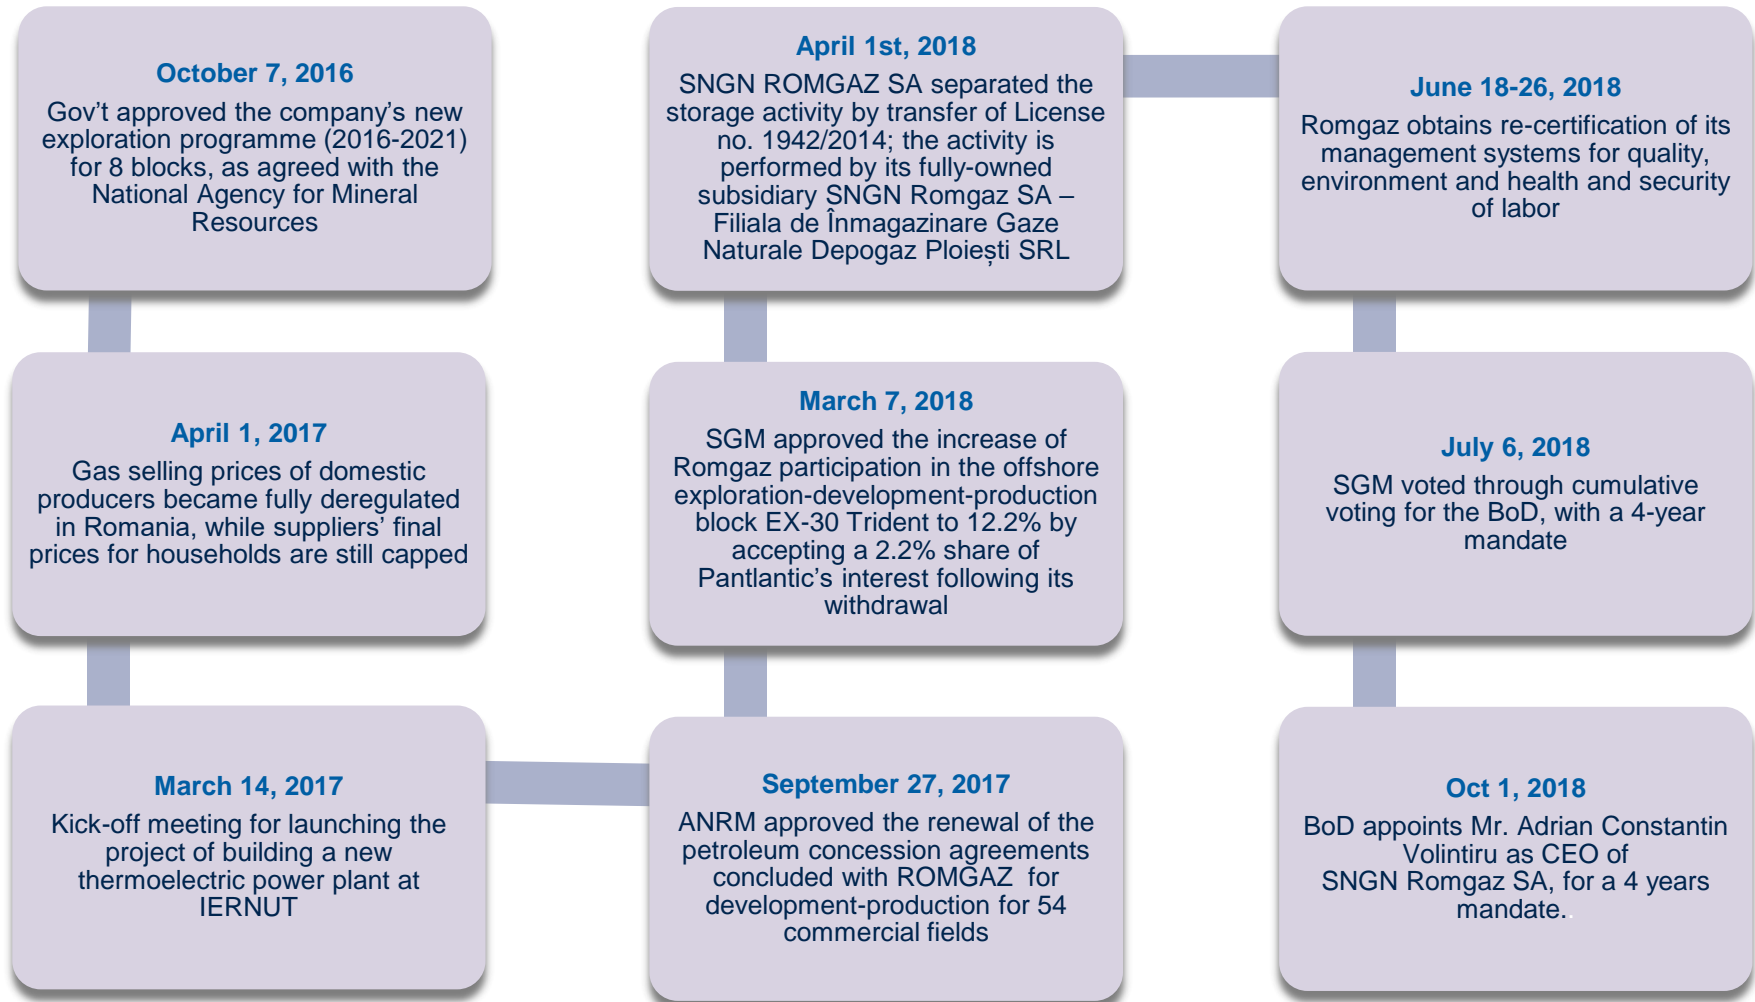 October 7, 2016
Gov’t approved the company’s new
exploration programme (2016-2021)
for 8 blocks, as agreed with the
National Agency for Mineral
Resources
April 1, 2017
Gas selling prices of domestic
producers became fully deregulated
in Romania, while suppliers’ final
prices for households are still capped
March 14, 2017
Kick-off meeting for launching the
project of building a new
thermoelectric power plant at
IERNUT
September 27, 2017
ANRM approved the renewal of the
petroleum concession agreements
concluded with ROMGAZ for
development-production for 54
commercial fields
March 7, 2018
SGM approved the increase of
Romgaz participation in the offshore
exploration-development-production
block EX-30 Trident to 12.2% by
accepting a 2.2% share of
Pantlantic’s interest following its
withdrawal
April 1st, 2018
SNGN ROMGAZ SA separated the
storage activity by transfer of License
no. 1942/2014; the activity is
performed by its fully-owned
subsidiary SNGN Romgaz SA –
Filiala de Înmagazinare Gaze
Naturale Depogaz Ploiești SRL
June 18-26, 2018
Romgaz obtains re-certification of its
management systems for quality,
environment and health and security
of labor
July 6, 2018
SGM voted through cumulative
voting for the BoD, with a 4-year
mandate
Oct 1, 2018
BoD appoints Mr. Adrian Constantin
Volintiru as CEO of
SNGN Romgaz SA, for a 4 years
mandate..